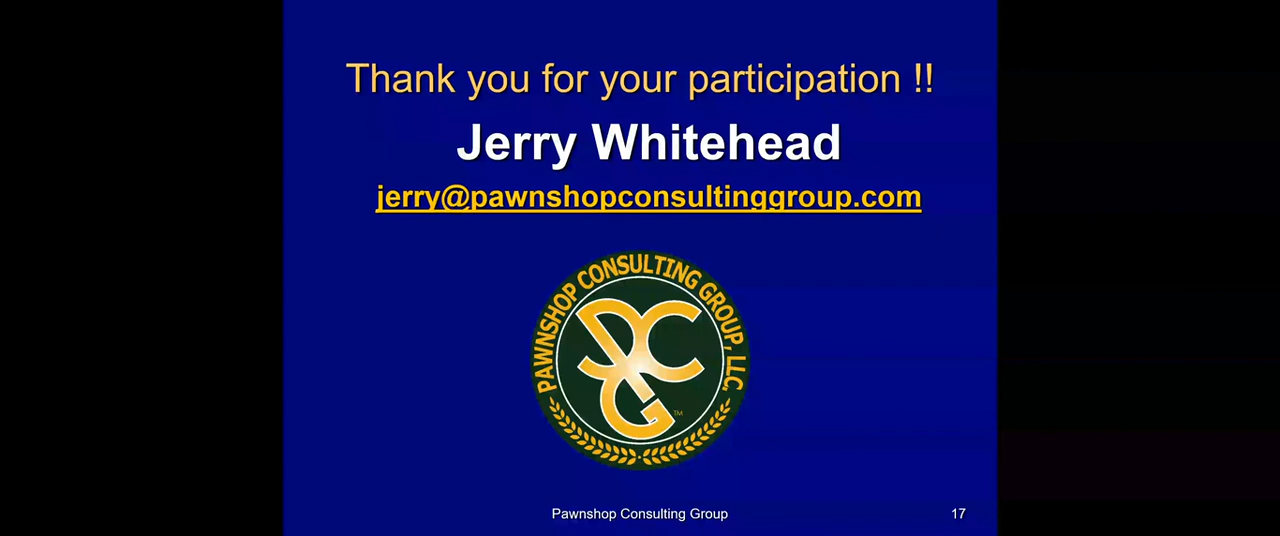 Thank you for your participation !!
Jerry Whitehead
jerry@pawnshopconsultinggroup.com
PAWNSHOP CONSULTING GROUP, LLC.
PCG
TM
Pawnshop Consulting Group
17